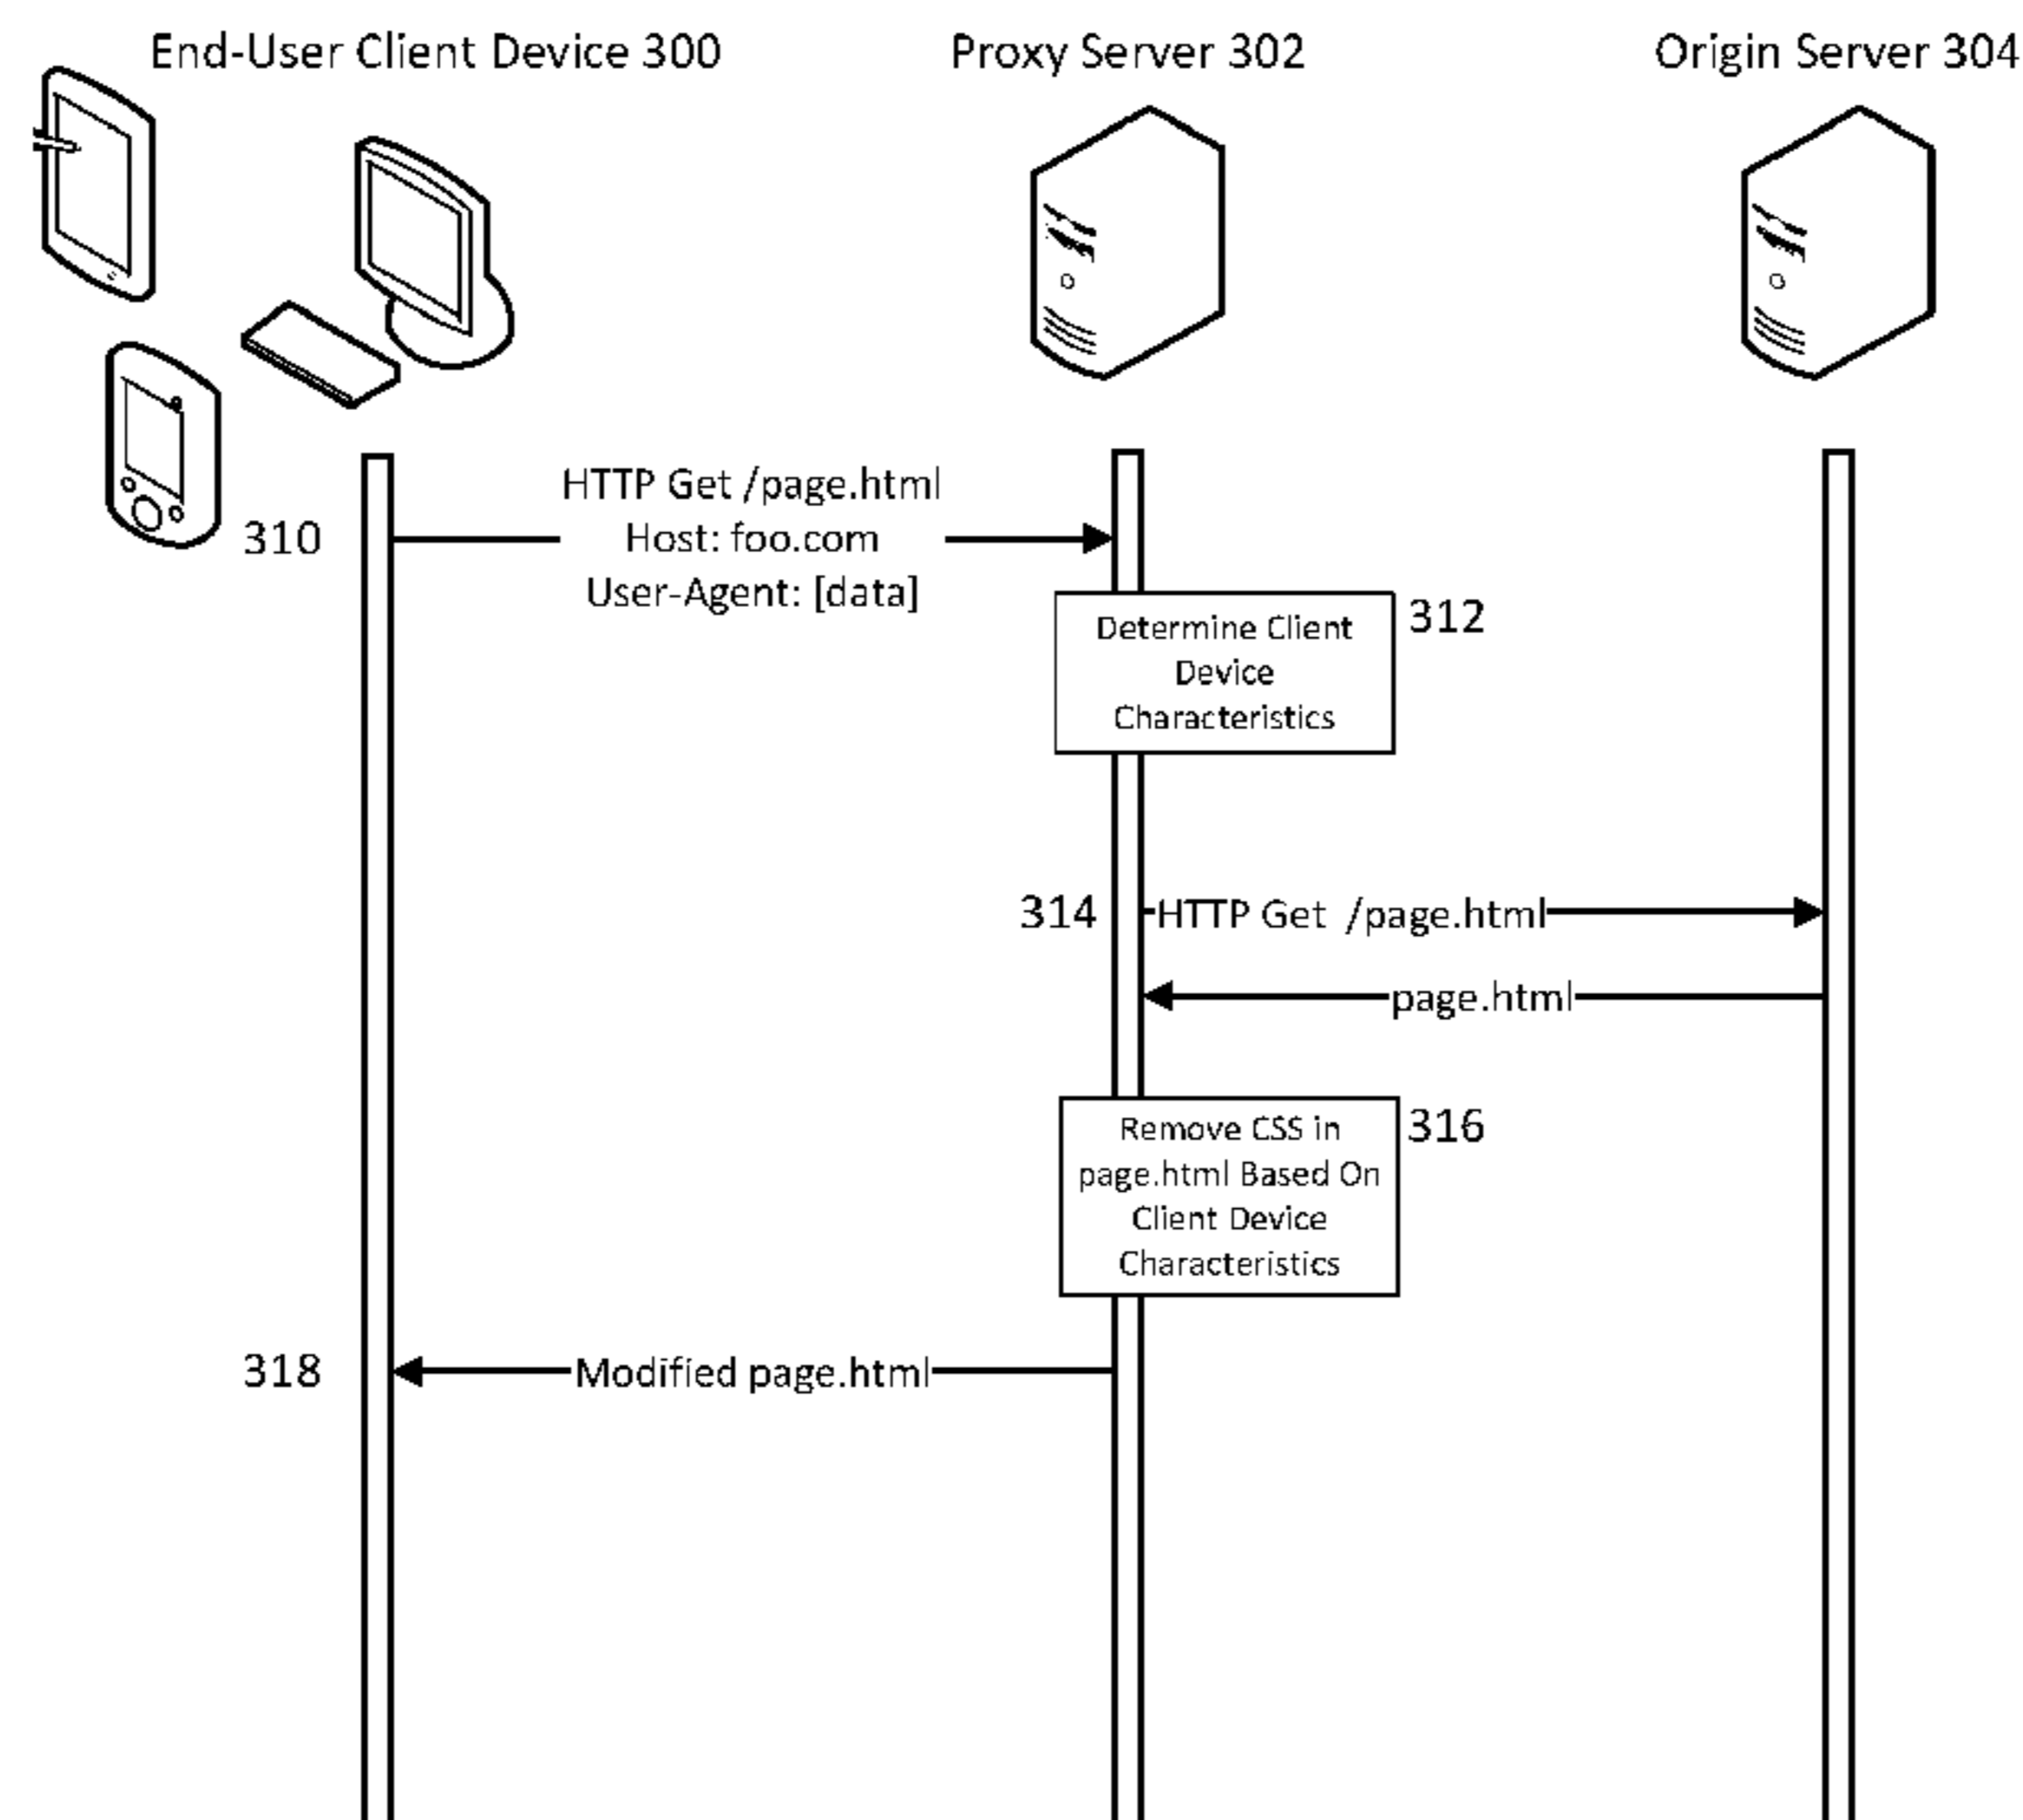 End-User Client Device 300
Proxy Server 302
Origin Server 304
HTTP Get /page.html
310
Host: foo.com
User-Agent: [data]
Determine Client
Device
Characteristics
312
314
HTTP Get /page.html
page.html
Remove CSS in
page.html Based On
Client Device
Characteristics
316
318
Modified page.html